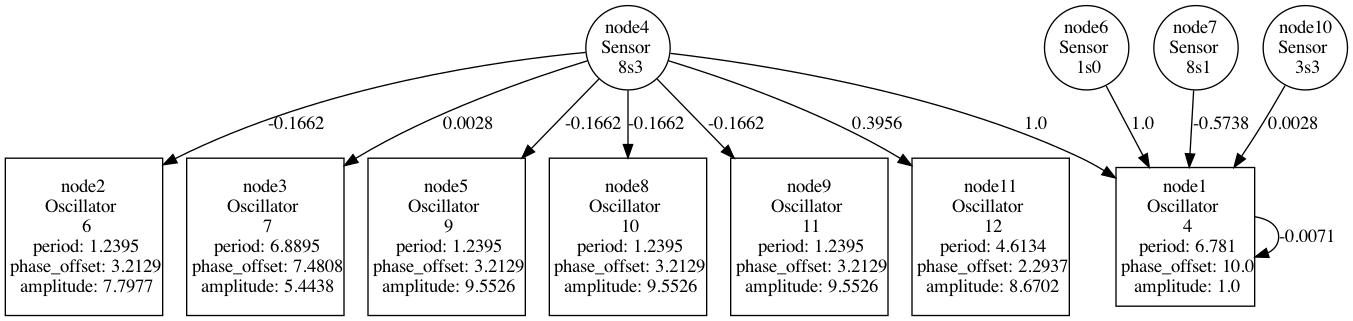 node4
Sensor
8s3
node6
Sensor
1s0
node7
Sensor
8s1
node10
Sensor
3s3
-0.1662
0.0028
-0.1662
-0.1662
-0.1662
0.3956
1.0
1.0
-0.5738
0.0028
node2
Oscillator
6
period: 1.2395
phase_offset: 3.2129
amplitude: 7.7977
node3
Oscillator
7
period: 6.8895
phase_offset: 7.4808
amplitude: 5.4438
node5
Oscillator
9
period: 1.2395
phase_offset: 3.2129
amplitude: 9.5526
node8
Oscillator
10
period: 1.2395
phase_offset: 3.2129
amplitude: 9.5526
node9
Oscillator
11
period: 1.2395
phase_offset: 3.2129
amplitude: 9.5526
node11
Oscillator
12
period: 4.6134
phase_offset: 2.2937
amplitude: 8.6702
node1
Oscillator
4
period: 6.781
phase_offset: 10.0
amplitude: 1.0
-0.0071